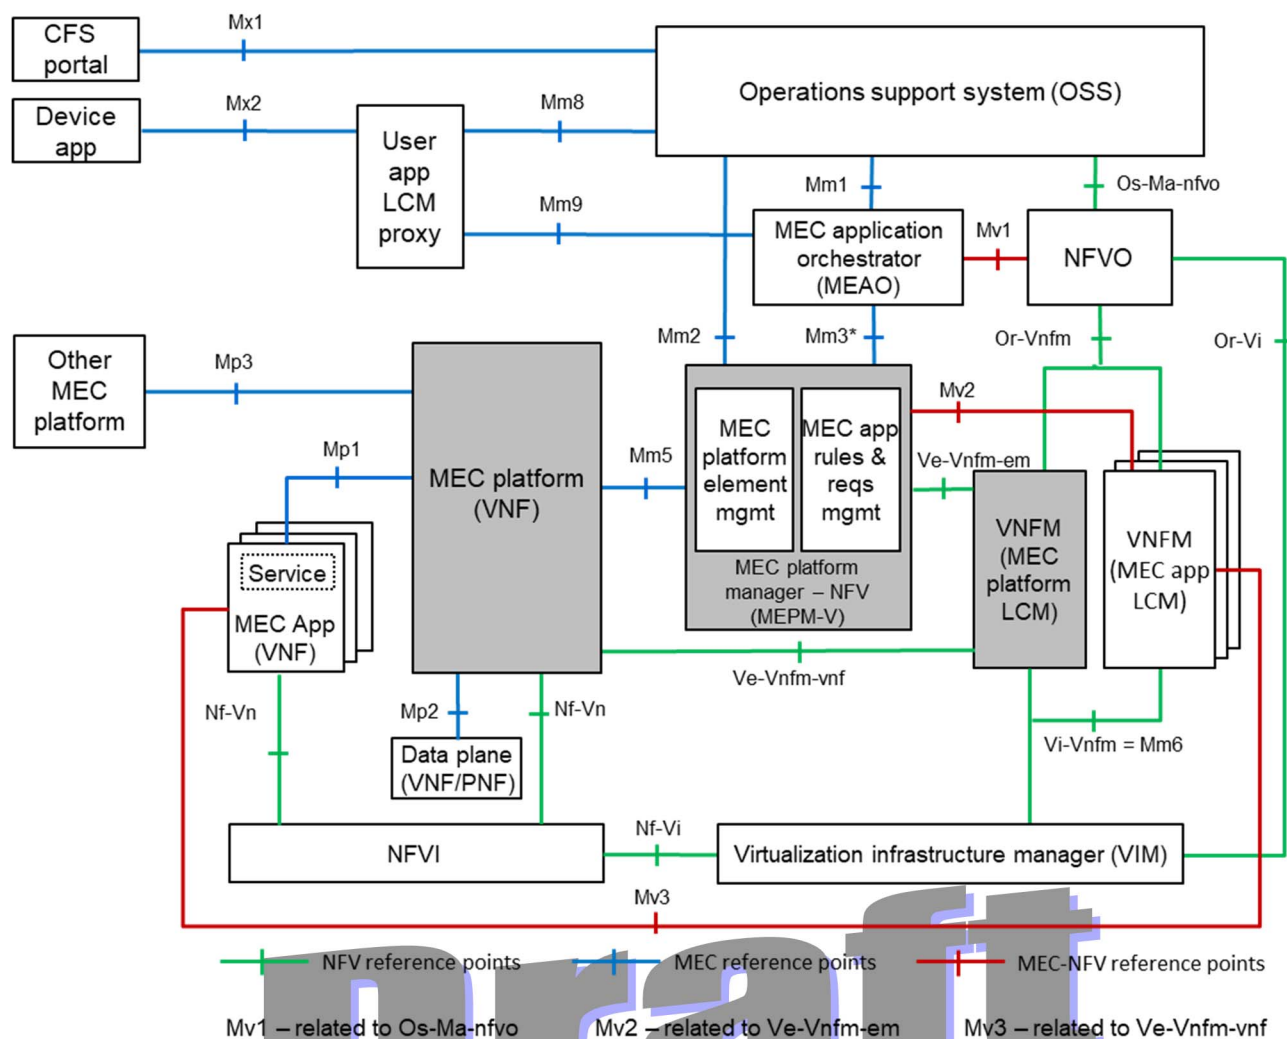 CFS
portal
Mx1
Operations support system (OSS)
Device
app
Mx2
User
app
LCM
proxy
Mm8
Mm9
Mm1
Os-Ma-nfvo
MEC application
orchestrator
(MEAO)
Mv1
NFVO
Other
MEC
platform
Mp3
Mm2
Mm3*
Or-Vnfm
Or-Vi
MEC platform
(VNF)
Mp1
Mm5
MEC
platform
element
mgmt
MEC app
rules &
reqs
mgmt
MEC platform
manager – NFV
(MEPM-V)
Mv2
Ve-Vnfm-em
VNFM
(MEC
platform
LCM)
VNFM
(MEC app
LCM)
Service
MEC App
(VNF)
Ve-Vnfm-vnf
Nf-Vn
Mp2
Nf-Vn
Data plane
(VNF/PNF)
Vi-Vnfm = Mm6
NFVI
Nf-Vi
Virtualization infrastructure manager (VIM)
Mv3
draft
NFV reference points
MEC reference points
MEC-NFV reference points
Mv1 – related to Os-Ma-nfvo
Mv2 – related to Ve-Vnfm-em
Mv3 – related to Ve-Vnfm-vnf